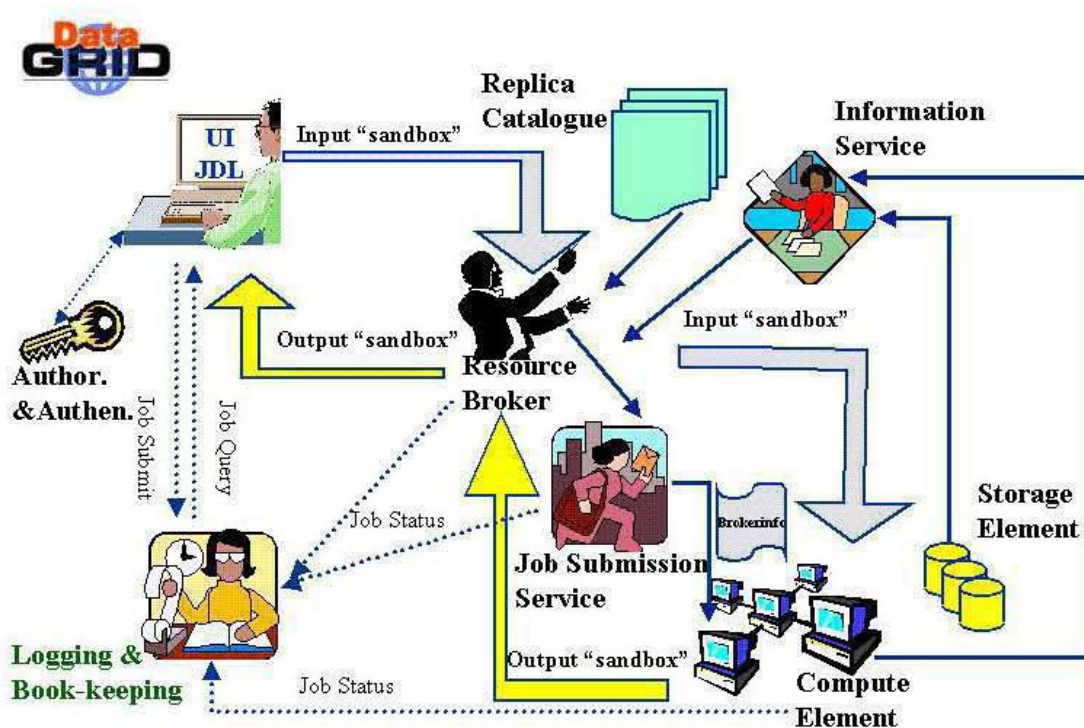 Data
GRID
UI
JDL
Input “sandbox”
Replica
Catalogue
Information
Service
Author.
&Authen.
Output “sandbox”
Input “sandbox”
Resource
Broker
Job Submit
Job Query
Job Status
Brokerinfo
Storage
Element
Job Submission
Service
Logging &
Book-keeping
Output “sandbox”
Job Status
Compute
Element